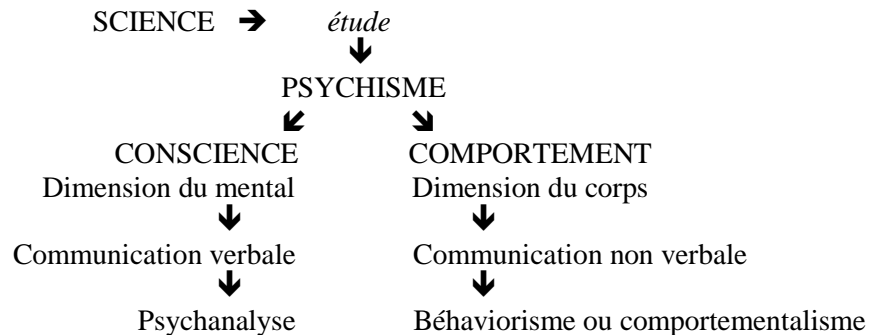 SCIENCE ➔ étude
🡻
PSYCHISME
🡿 🡾
CONSCIENCE COMPORTEMENT
Dimension du mental Dimension du corps
🡻 🡻
Communication verbale Communication non verbale
🡻 🡻
Psychanalyse Béhaviorisme ou comportementalisme